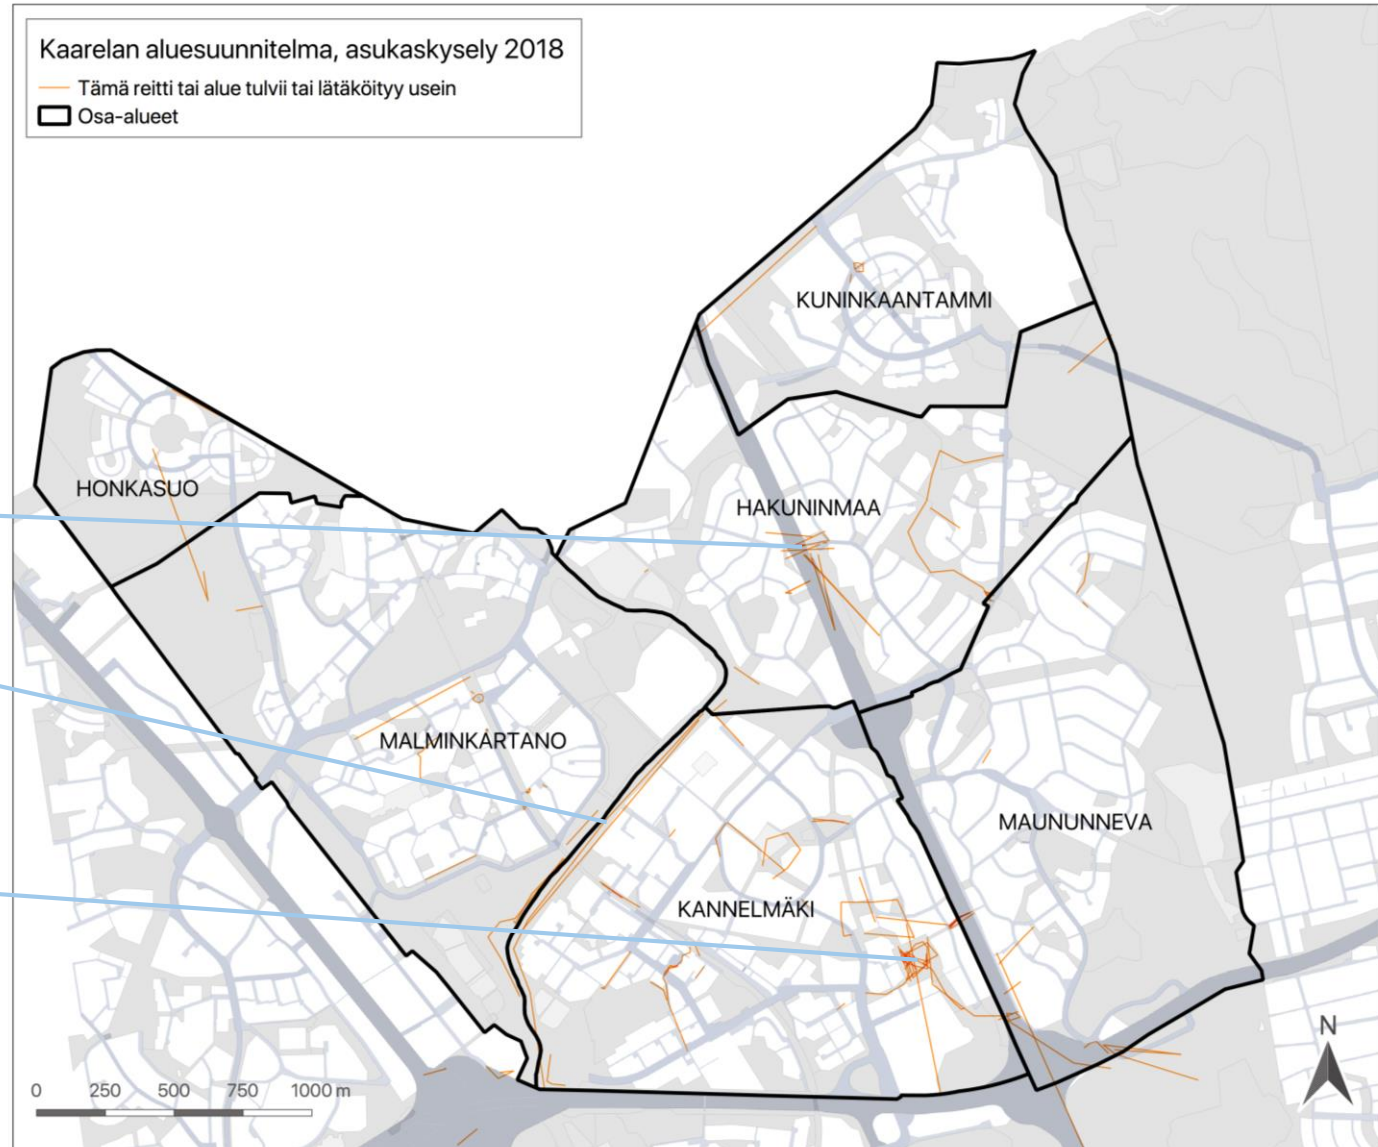 Kaarelan aluesuunnitelma, asukaskysely 2018
Tämä reitti tai alue tulvii tai lätäköityy usein
Osa-alueet
KUNINKAANTAMMI
HONKASUO
HAKUNINMAA
MALMINKARTANO
MAUNUNNEVA
KANNELMÄKI
N
0 250 500 750 1000 m